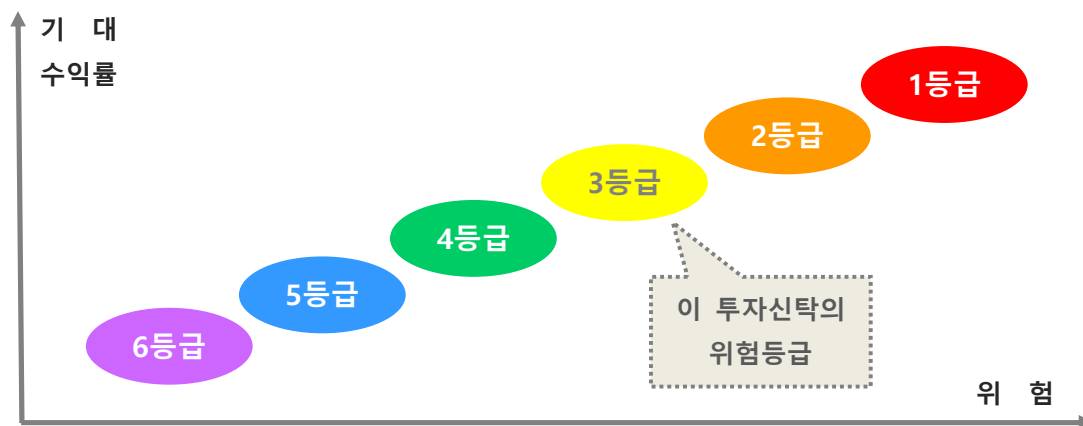 기 대
수익률
1등급
2등급
3등급
4등급
5등급
6등급
이 투자신탁의
위험등급
위 험